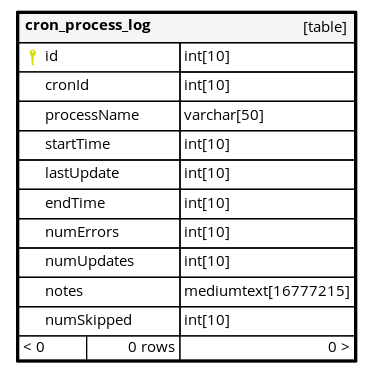 cron_process_log [table]
id int[10]
cronId int[10]
processName varchar[50]
startTime int[10]
lastUpdate int[10]
endTime int[10]
numErrors int[10]
numUpdates int[10]
notes mediumtext[16777215]
numSkipped int[10]
< 0 0 rows 0 >